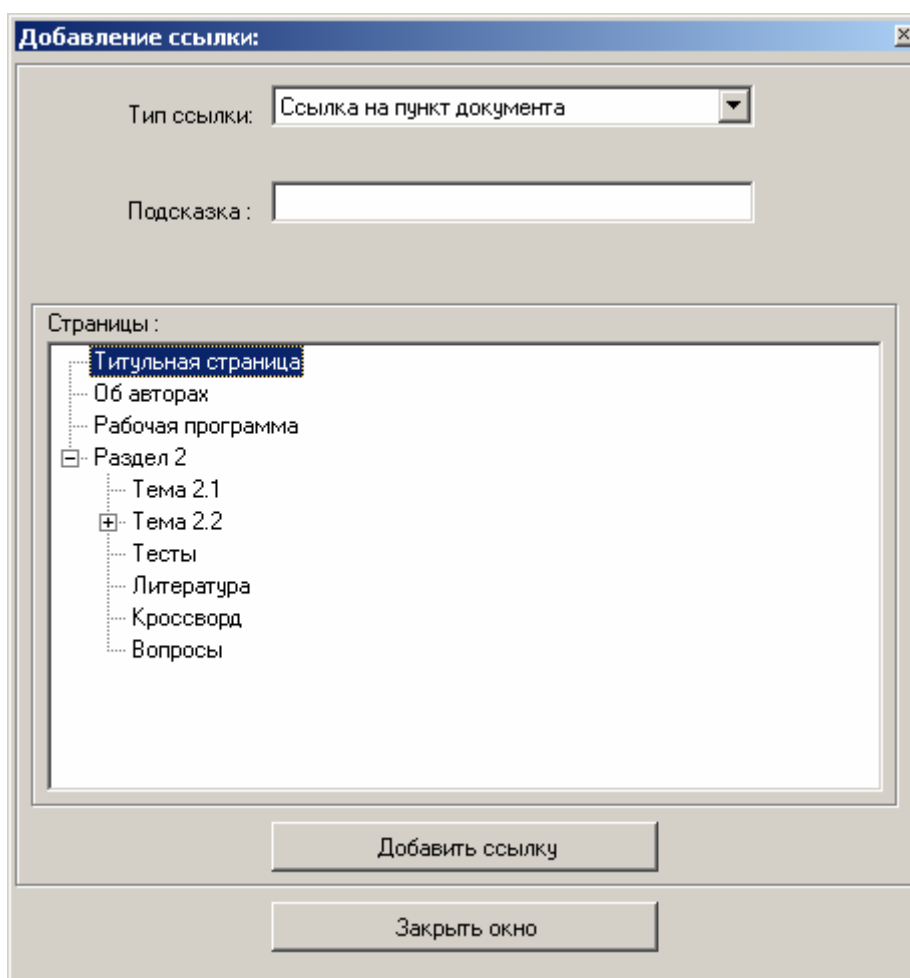 Добавление ссылки:
Тип ссылки: Ссылка на пункт документа
Подсказка :
Страницы :
Титульная страница
Об авторах
Рабочая программа
Раздел 2
Тема 2.1
Тема 2.2
Тесты
Литература
Кроссворд
Вопросы
Добавить ссылку
Закрыть окно